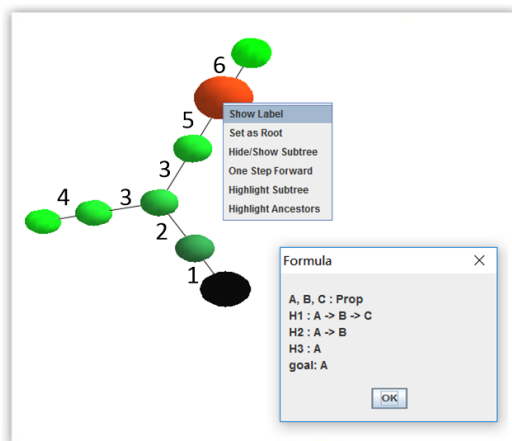 6
5
3
4
3
2
1
Show Label
Set as Root
Hide/Show Subtree
One Step Forward
Highlight Subtree
Highlight Ancestors
Formula
A, B, C : Prop
H1 : A -> B -> C
H2 : A -> B
H3 : A
goal: A
OK